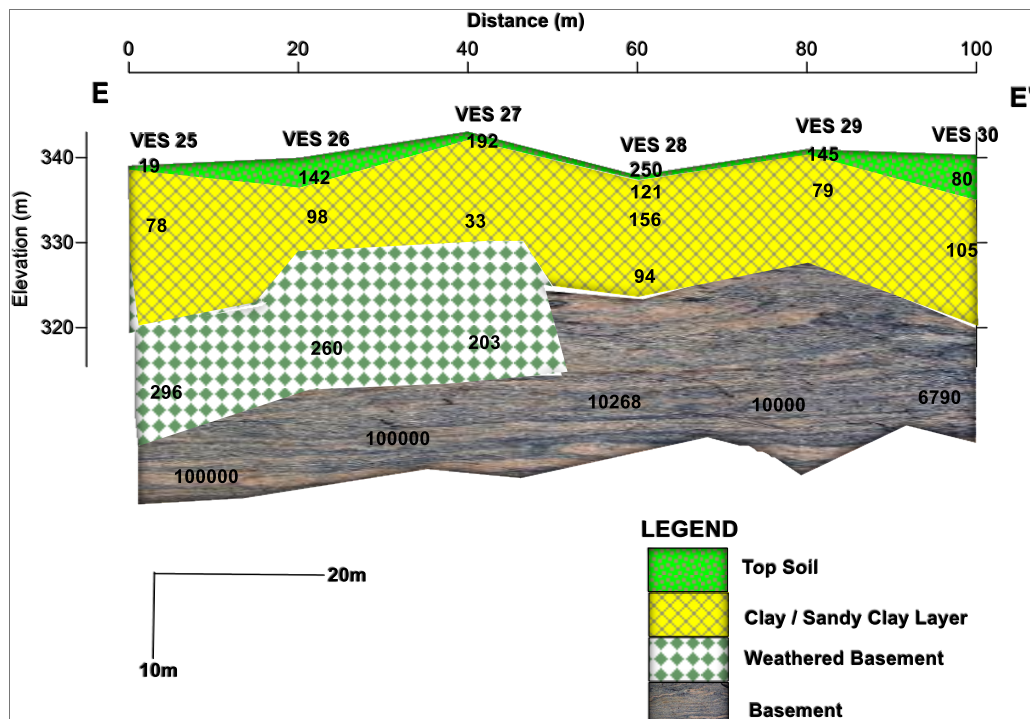 Distance (m)
0 20 40 60 80 100
E E'
VES 25 VES 26 VES 27 VES 28 VES 29 VES 30
Elevation (m)
340
330
320
19 142 192 250 145 80
78 98 33 121 79 105
156
94
296 260 203
10268 10000 6790
100000
100000
20m
10m
LEGEND
Top Soil
Clay / Sandy Clay Layer
Weathered Basement
Basement